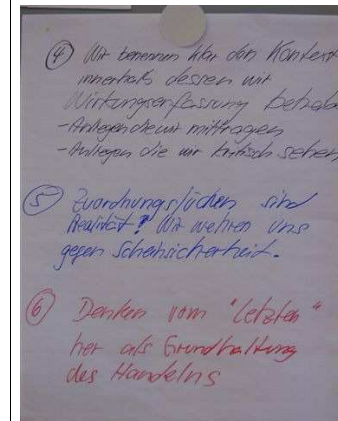 ④ Wir benennen klar den Kontext
innerhalb dessen wir
Wirkungserfassung betreib
- Anliegen die wir mittragen
- Anliegen die wir kritisch sehen
⑤ Zuordnungslücken sind
Realität! Wir wehren uns
gegen Scheinsicherheit.
⑥ Denken vom "letzten"
her als Grundhaltung
des Handelns